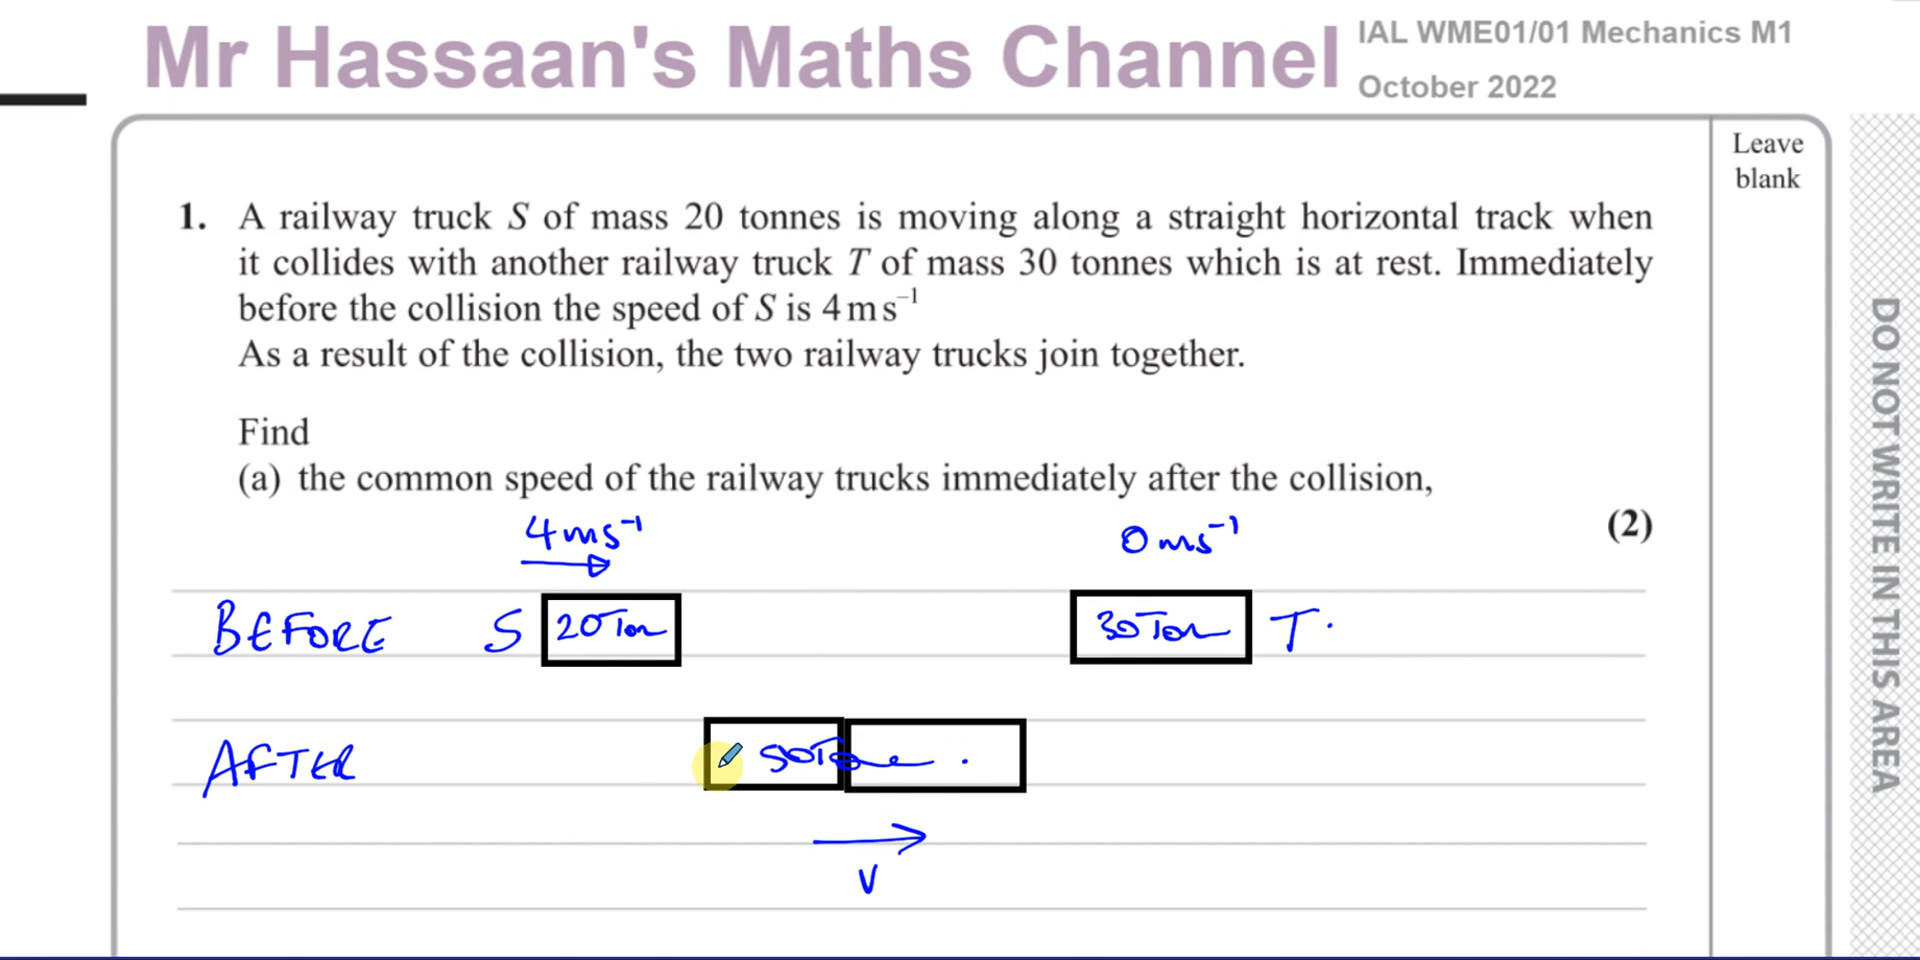 Mr Hassaan's Maths Channel
IAL WME01/01 Mechanics M1
October 2022
Leave
blank
1. A railway truck S of mass 20 tonnes is moving along a straight horizontal track when
it collides with another railway truck T of mass 30 tonnes which is at rest. Immediately
before the collision the speed of S is 4 m s⁻¹
As a result of the collision, the two railway trucks join together.
Find
(a) the common speed of the railway trucks immediately after the collision,
(2)
4ms⁻¹
0ms⁻¹
BEFORE S 20Ton 30Ton T.
AFTER 50Tonne.
V
DO NOT WRITE IN THIS AREA